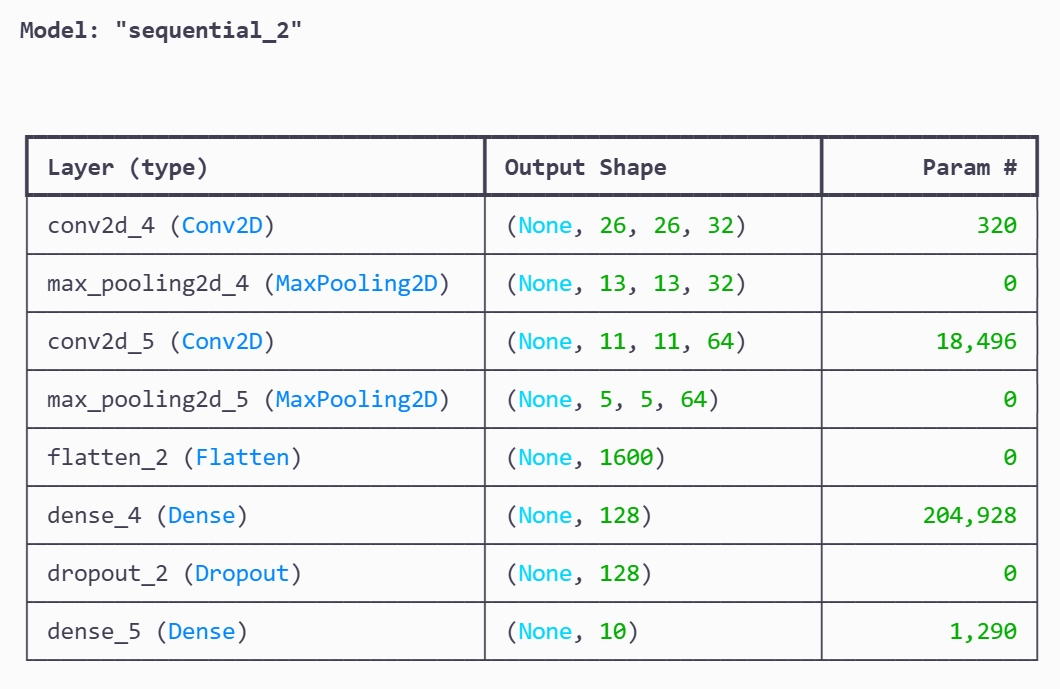 Model: "sequential_2"
Layer (type) Output Shape Param #
conv2d_4 (Conv2D) (None, 26, 26, 32) 320
max_pooling2d_4 (MaxPooling2D) (None, 13, 13, 32) 0
conv2d_5 (Conv2D) (None, 11, 11, 64) 18,496
max_pooling2d_5 (MaxPooling2D) (None, 5, 5, 64) 0
flatten_2 (Flatten) (None, 1600) 0
dense_4 (Dense) (None, 128) 204,928
dropout_2 (Dropout) (None, 128) 0
dense_5 (Dense) (None, 10) 1,290